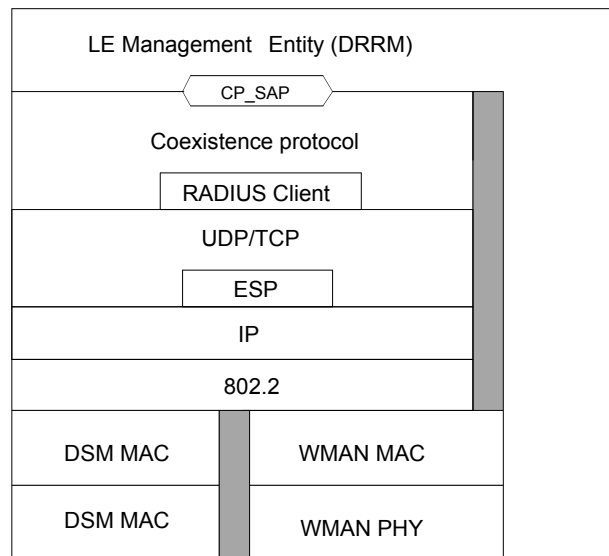 LE Management Entity (DRRM)
CP_SAP
Coexistence protocol
RADIUS Client
UDP/TCP
ESP
IP
802.2
DSM MAC WMAN MAC
DSM MAC WMAN PHY